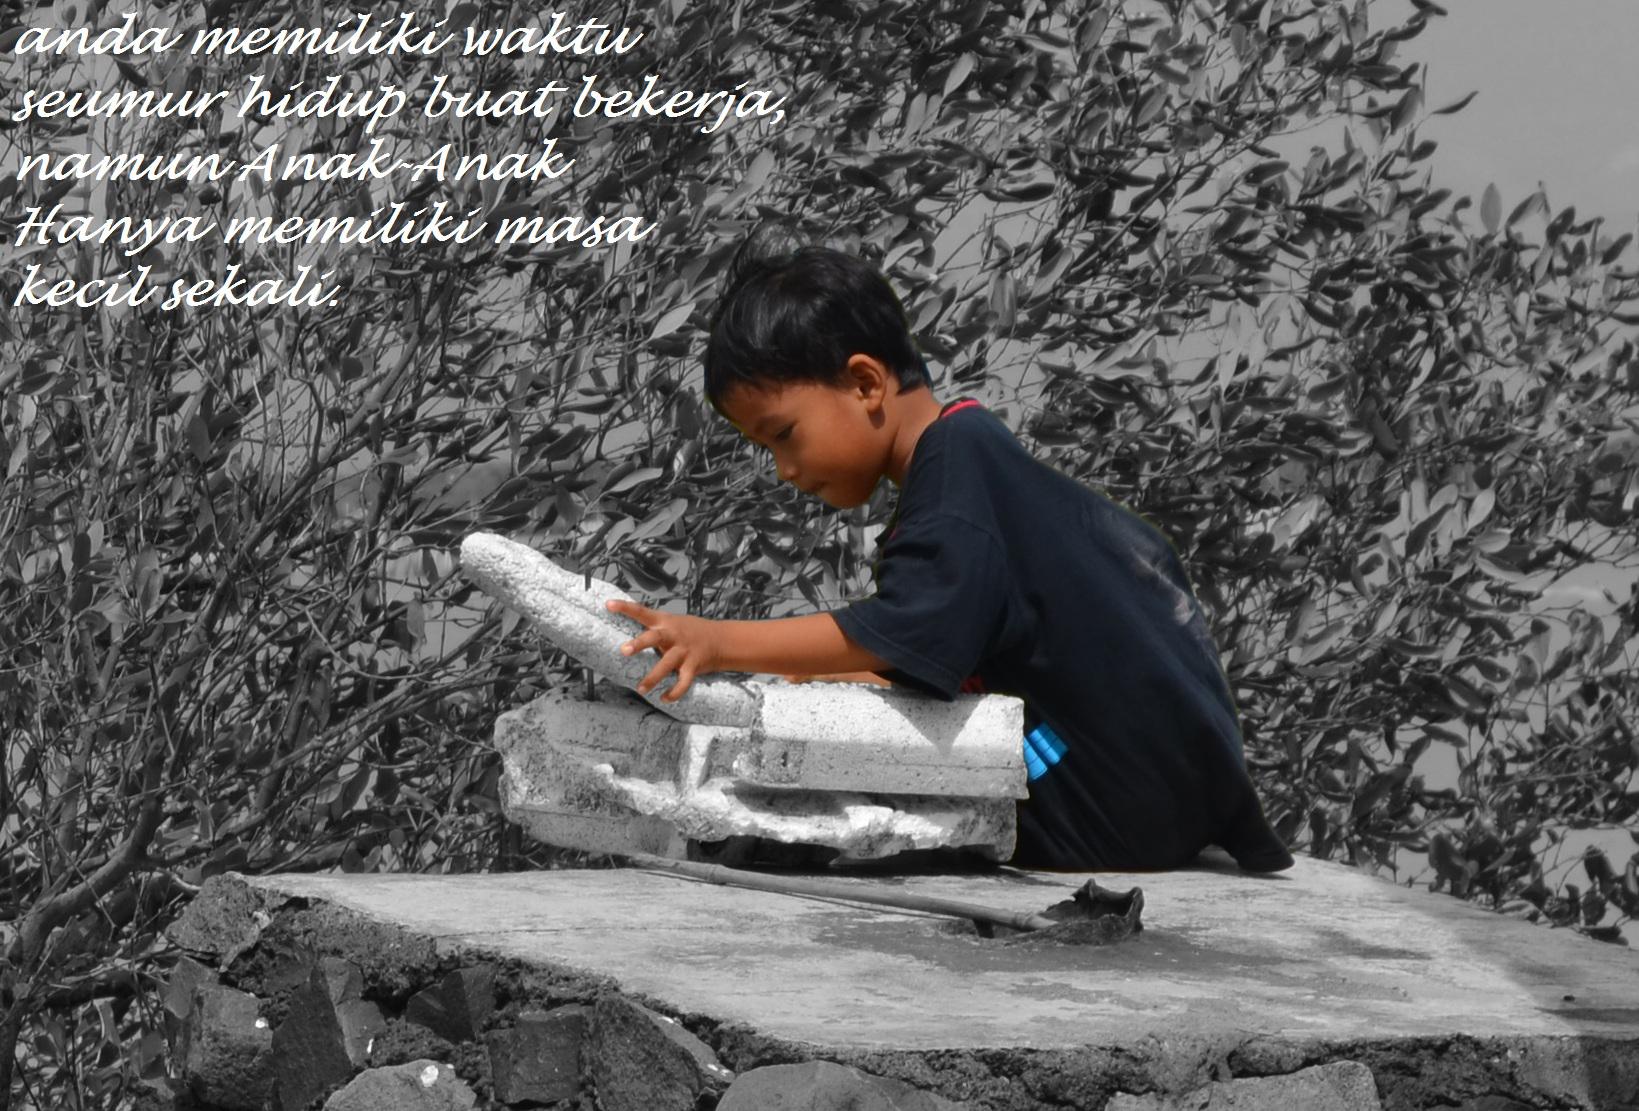 anda memiliki waktu
seumur hidup buat bekerja,
namun Anak-Anak
Hanya memiliki masa
kecil sekali.